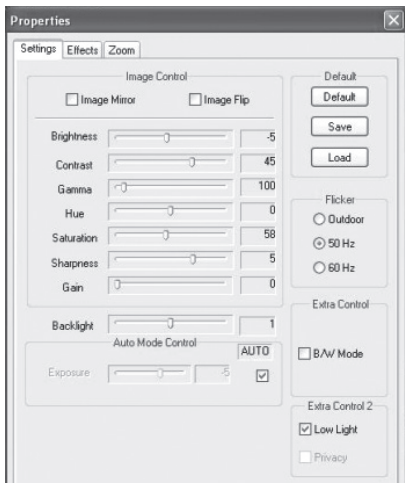 Properties
Settings Effects Zoom
Image Control
Image Mirror Image Flip
Brightness -5
Contrast 45
Gamma 100
Hue 0
Saturation 58
Sharpness 5
Gain 0
Backlight 1
Auto Mode Control
AUTO
Exposure -5
Default
Default
Save
Load
Flicker
Outdoor
50 Hz
60 Hz
Extra Control
B/W Mode
Extra Control 2
Low Light
Privacy